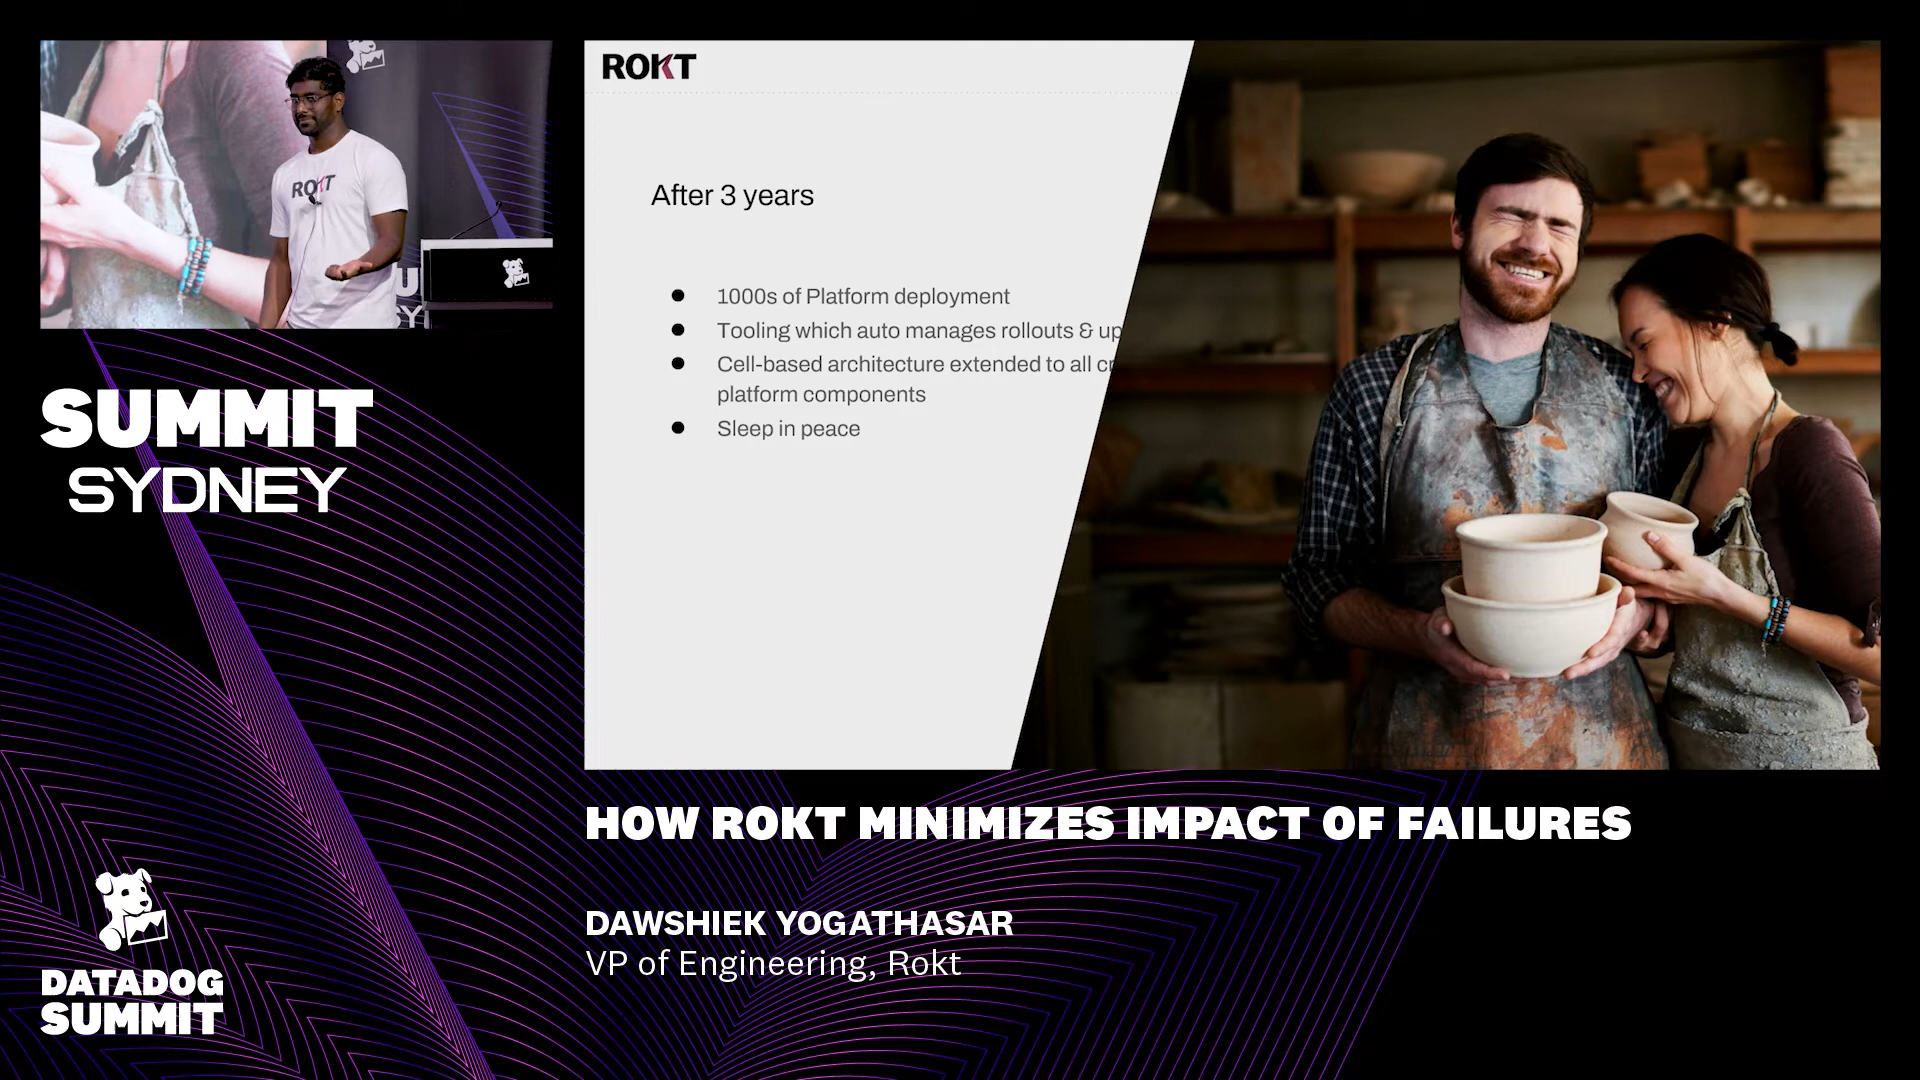 ROKT
After 3 years
1000s of Platform deployment
Tooling which auto manages rollouts & up
Cell-based architecture extended to all cr
platform components
Sleep in peace
ROKT
SUMMIT
SYDNEY
HOW ROKT MINIMIZES IMPACT OF FAILURES
DAWSHIEK YOGATHASAR
VP of Engineering, Rokt
DATADOG
SUMMIT